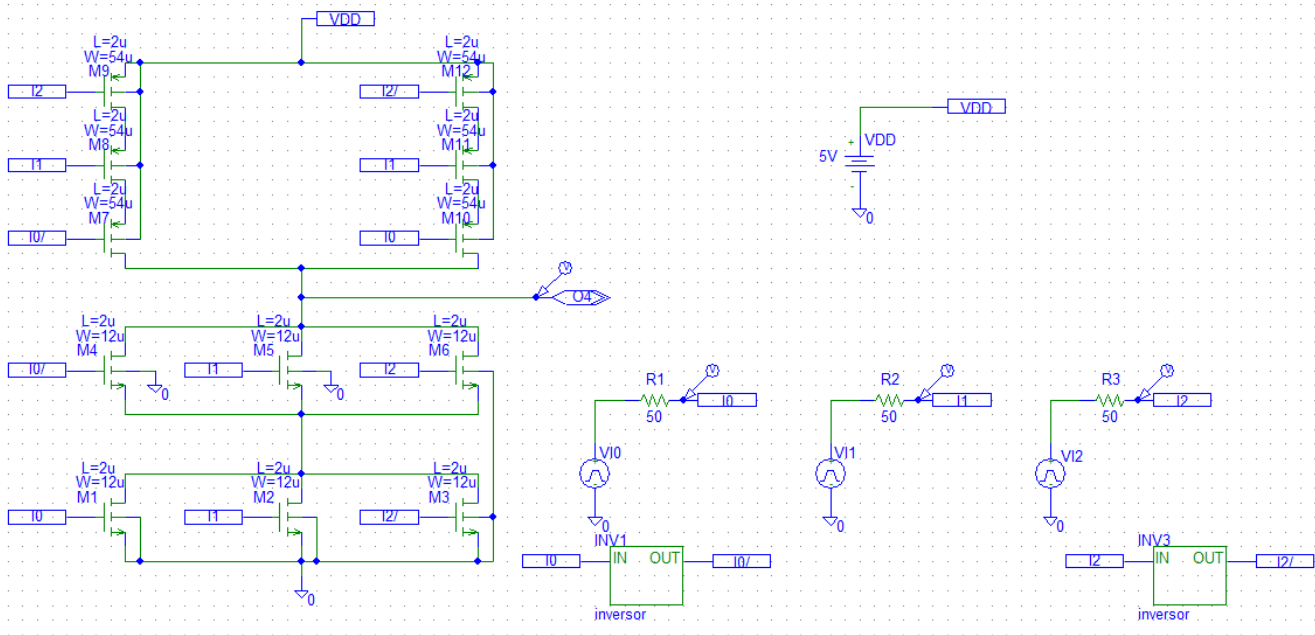 VDD
L=2u
W=54u
M9
I2
L=2u
W=54u
M12
I2/
L=2u
W=54u
M8
I1
L=2u
W=54u
M11
I1
L=2u
W=54u
M7
I0/
L=2u
W=54u
M10
I0
VDD
+
VDD
5V
-
0
V
O4
L=2u
W=12u
M4
I0/
0
L=2u
W=12u
M5
I1
0
L=2u
W=12u
M6
I2
L=2u
W=12u
M1
I0
L=2u
W=12u
M2
I1
L=2u
W=12u
M3
I2/
0
R1
50
V
I0
VI0
0
R2
50
V
I1
VI1
0
R3
50
V
I2
VI2
0
INV1
I0
IN OUT
I0/
inversor
INV3
I2
IN OUT
I2/
inversor